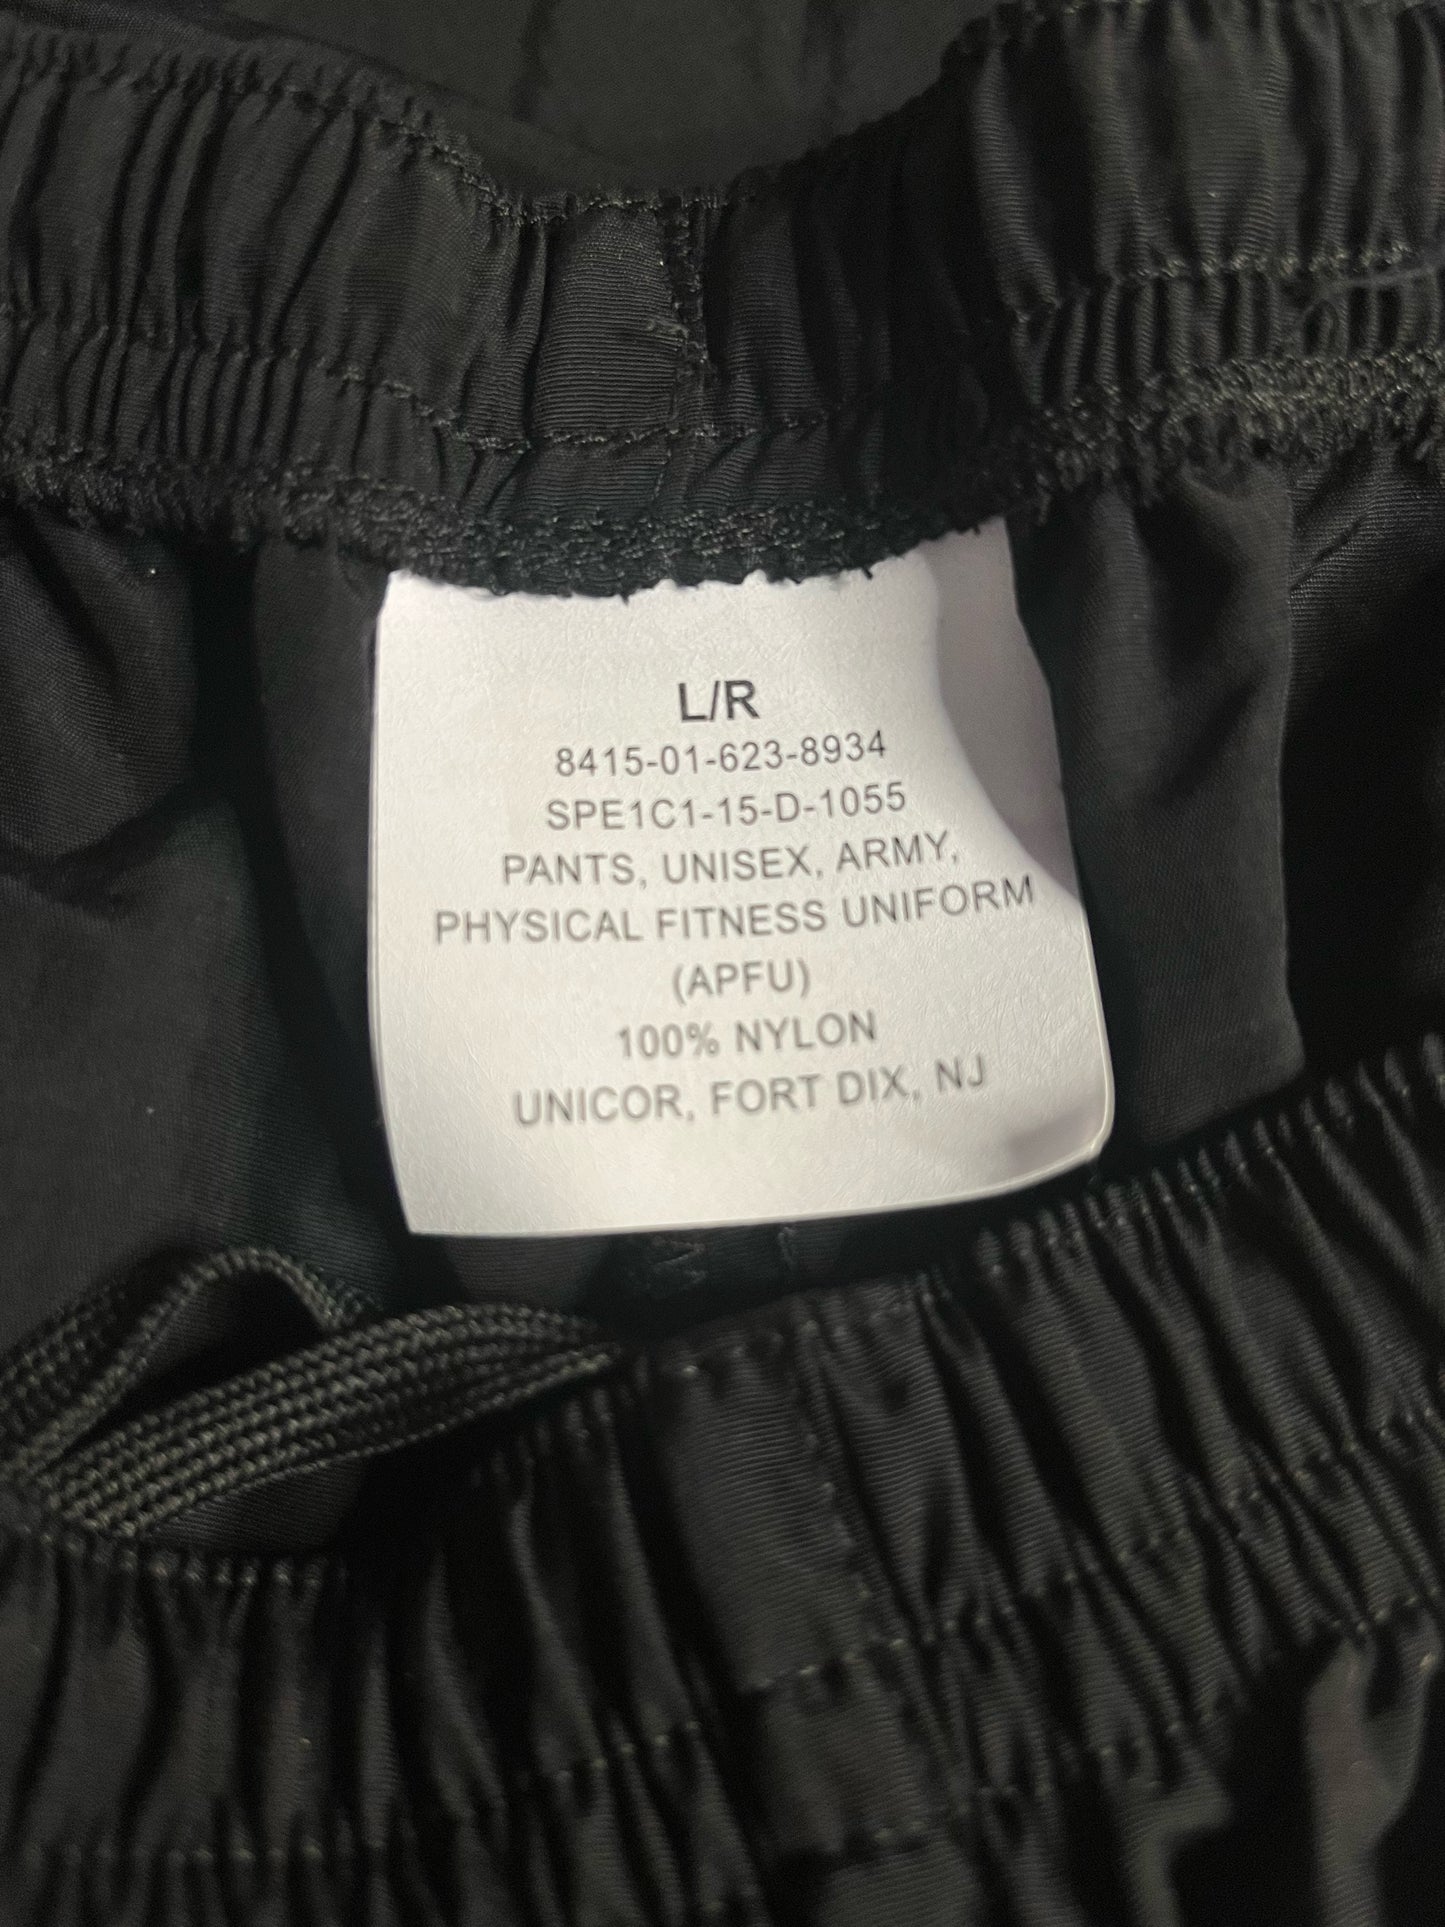 L/R
8415-01-623-8934
SPE1C1-15-D-1055
PANTS, UNISEX, ARMY,
PHYSICAL FITNESS UNIFORM
(APFU)
100% NYLON
UNICOR, FORT DIX, NJ